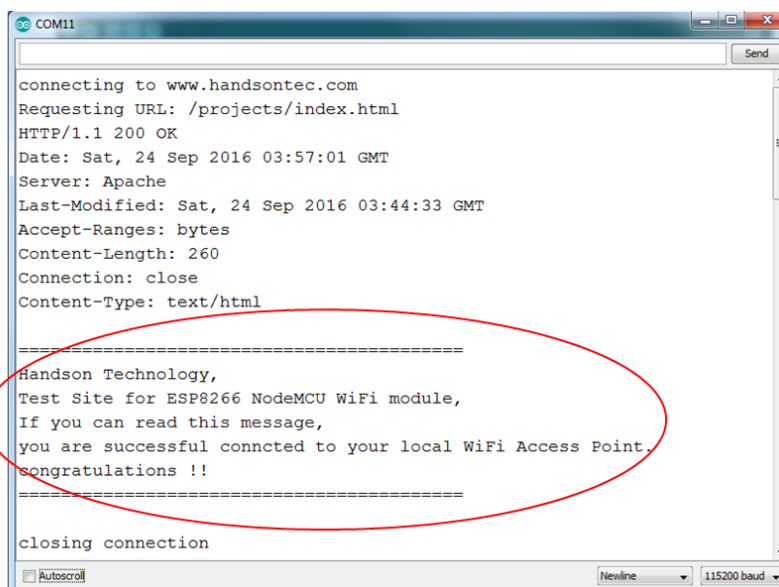 COM11
Send
connecting to www.handsontec.com
Requesting URL: /projects/index.html
HTTP/1.1 200 OK
Date: Sat, 24 Sep 2016 03:57:01 GMT
Server: Apache
Last-Modified: Sat, 24 Sep 2016 03:44:33 GMT
Accept-Ranges: bytes
Content-Length: 260
Connection: close
Content-Type: text/html
==========================================
Handson Technology,
Test Site for ESP8266 NodeMCU WiFi module,
If you can read this message,
you are successful conncted to your local WiFi Access Point.
congratulations !!
==========================================
closing connection
Autoscroll Newline 115200 baud